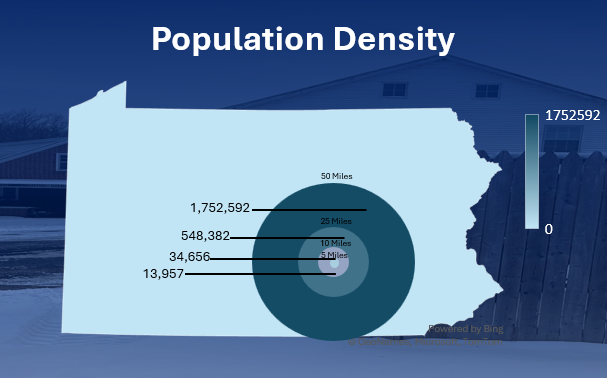 Population Density
1752592
50 Miles
1,752,592
25 Miles
548,382
10 Miles
34,656
5 Miles
13,957
0
Powered by Bing